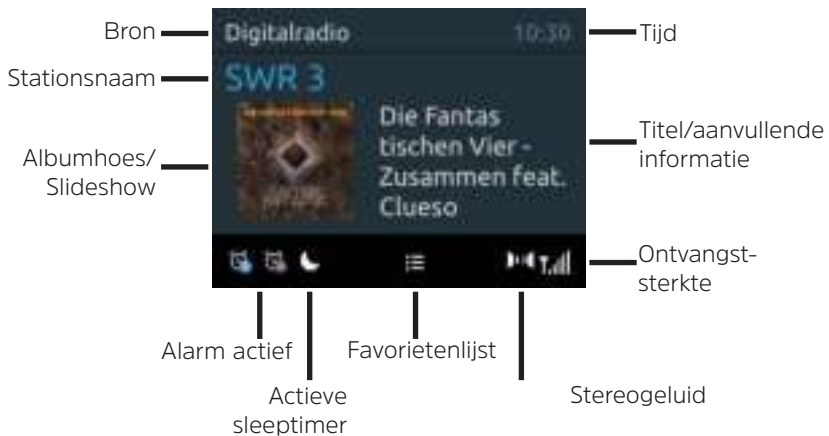 Bron
Digitalradio
10:30
Tijd
Stationsnaam
SWR 3
Albumhoes/
Slideshow
Die Fantas
tischen Vier -
Zusammen feat.
Clueso
Titel/aanvullende
informatie
Ontvangst-
sterkte
Alarm actief
Favorietenlijst
Actieve
sleeptimer
Stereogeluid